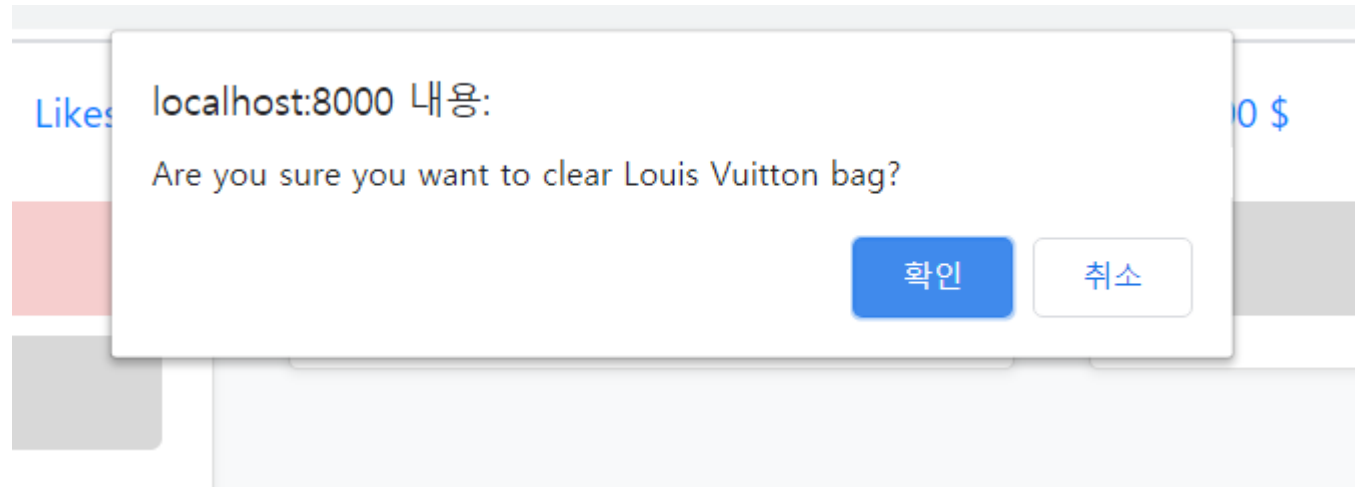 localhost:8000 내용:
Likes
0 $
Are you sure you want to clear Louis Vuitton bag?
확인
취소